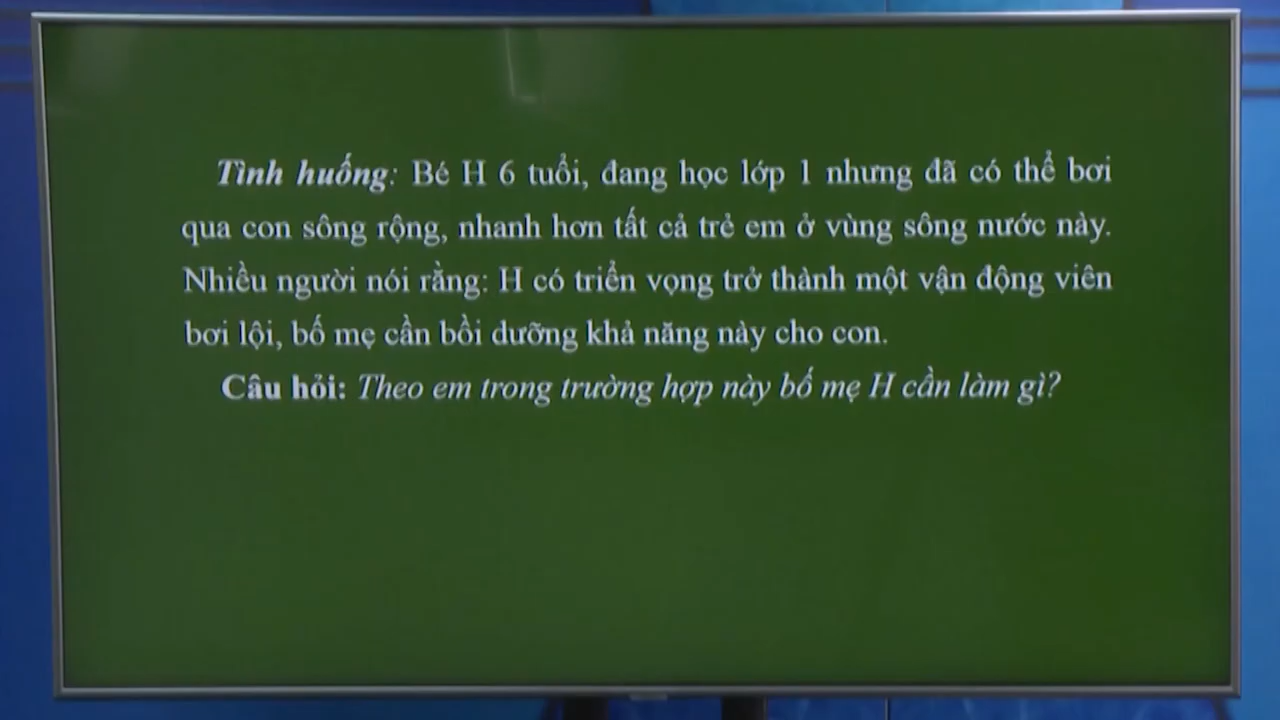 Tình huống: Bé H 6 tuổi, đang học lớp 1 nhưng đã có thể bơi
qua con sông rộng, nhanh hơn tất cả trẻ em ở vùng sông nước này.
Nhiều người nói rằng: H có triển vọng trở thành một vận động viên
bơi lội, bố mẹ cần bồi dưỡng khả năng này cho con.
Câu hỏi: Theo em trong trường hợp này bố mẹ H cần làm gì?